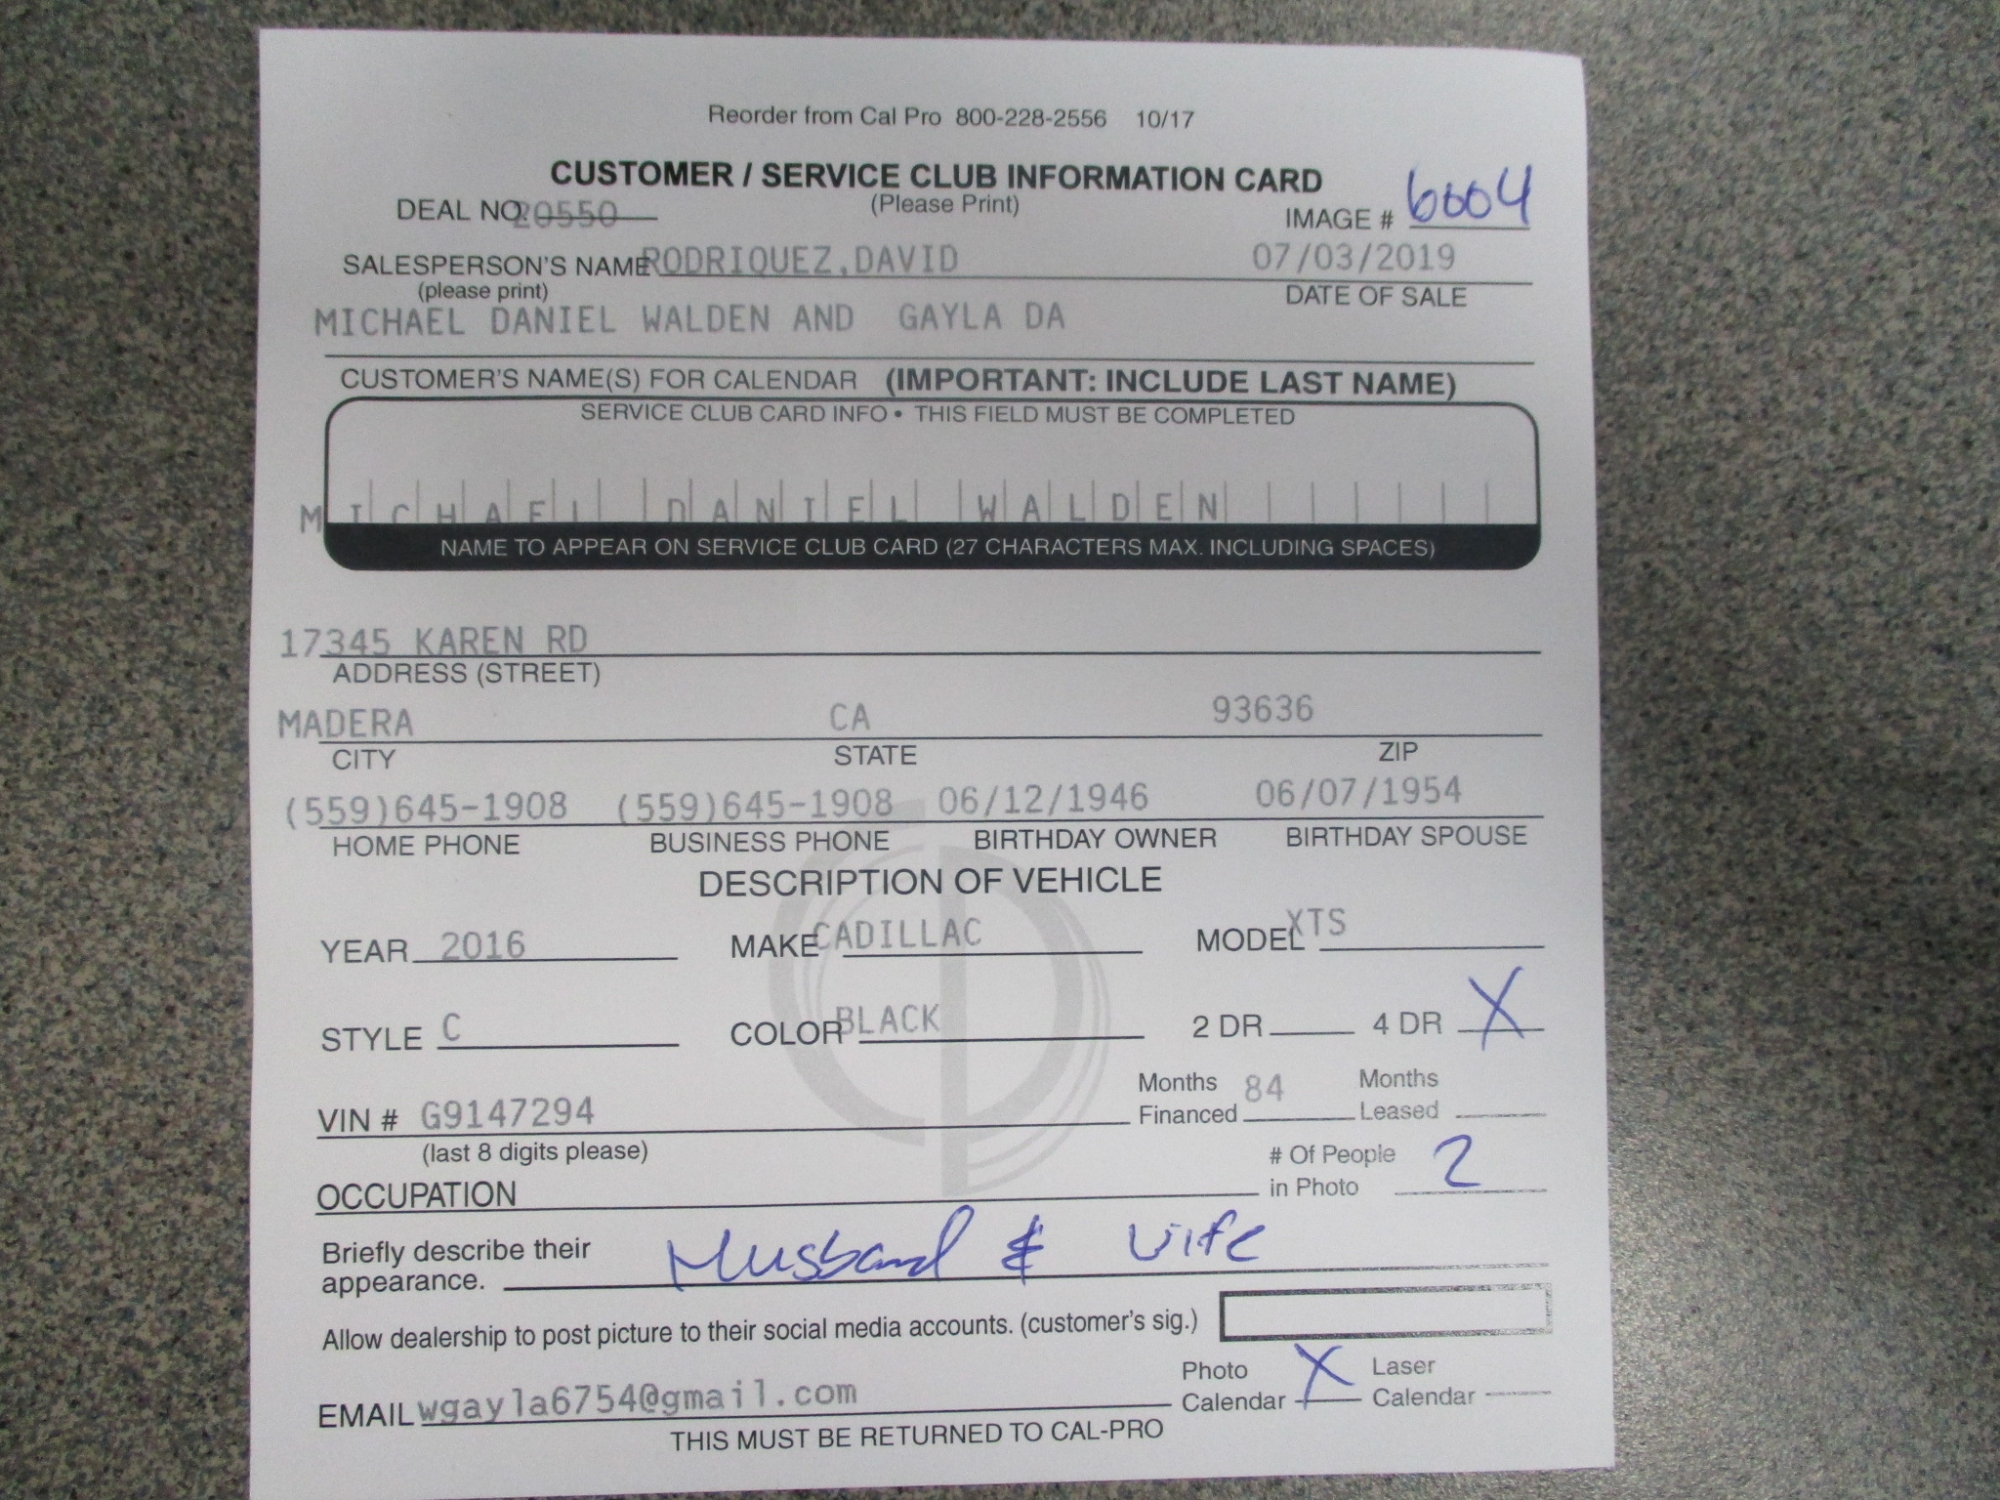 Reorder from Cal Pro 800-228-2556 10/17
CUSTOMER / SERVICE CLUB INFORMATION CARD
DEAL NO. 20550 (Please Print) IMAGE # 6004
SALESPERSON'S NAME RODRIQUEZ,DAVID 07/03/2019
(please print) DATE OF SALE
MICHAEL DANIEL WALDEN AND GAYLA DA
CUSTOMER'S NAME(S) FOR CALENDAR (IMPORTANT: INCLUDE LAST NAME)
SERVICE CLUB CARD INFO • THIS FIELD MUST BE COMPLETED
MICHAEL DANIEL WALDEN
NAME TO APPEAR ON SERVICE CLUB CARD (27 CHARACTERS MAX. INCLUDING SPACES)
17345 KAREN RD
ADDRESS (STREET)
MADERA CA 93636
CITY STATE ZIP
(559)645-1908 (559)645-1908 06/12/1946 06/07/1954
HOME PHONE BUSINESS PHONE BIRTHDAY OWNER BIRTHDAY SPOUSE
DESCRIPTION OF VEHICLE
YEAR 2016 MAKE CADILLAC MODEL XTS
STYLE C COLOR BLACK 2 DR 4 DR X
Months 84 Months
VIN # G9147294 Financed Leased
(last 8 digits please) # Of People 2
OCCUPATION in Photo
Briefly describe their Husband & wife
appearance.
Allow dealership to post picture to their social media accounts. (customer's sig.)
Photo X Laser
EMAIL wgayla6754@gmail.com Calendar Calendar
THIS MUST BE RETURNED TO CAL-PRO